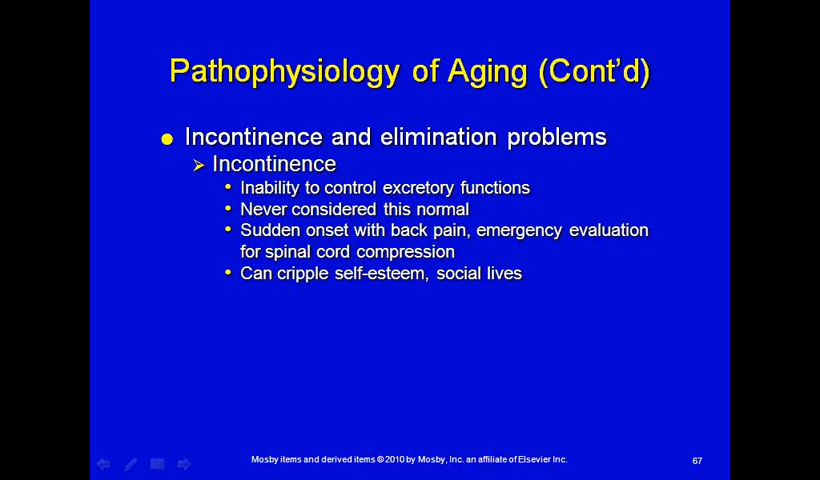 Pathophysiology of Aging (Cont'd)
Incontinence and elimination problems
Incontinence
Inability to control excretory functions
Never considered this normal
Sudden onset with back pain, emergency evaluation
for spinal cord compression
Can cripple self-esteem, social lives
Mosby items and derived items © 2010 by Mosby, Inc. an affiliate of Elsevier Inc.
67